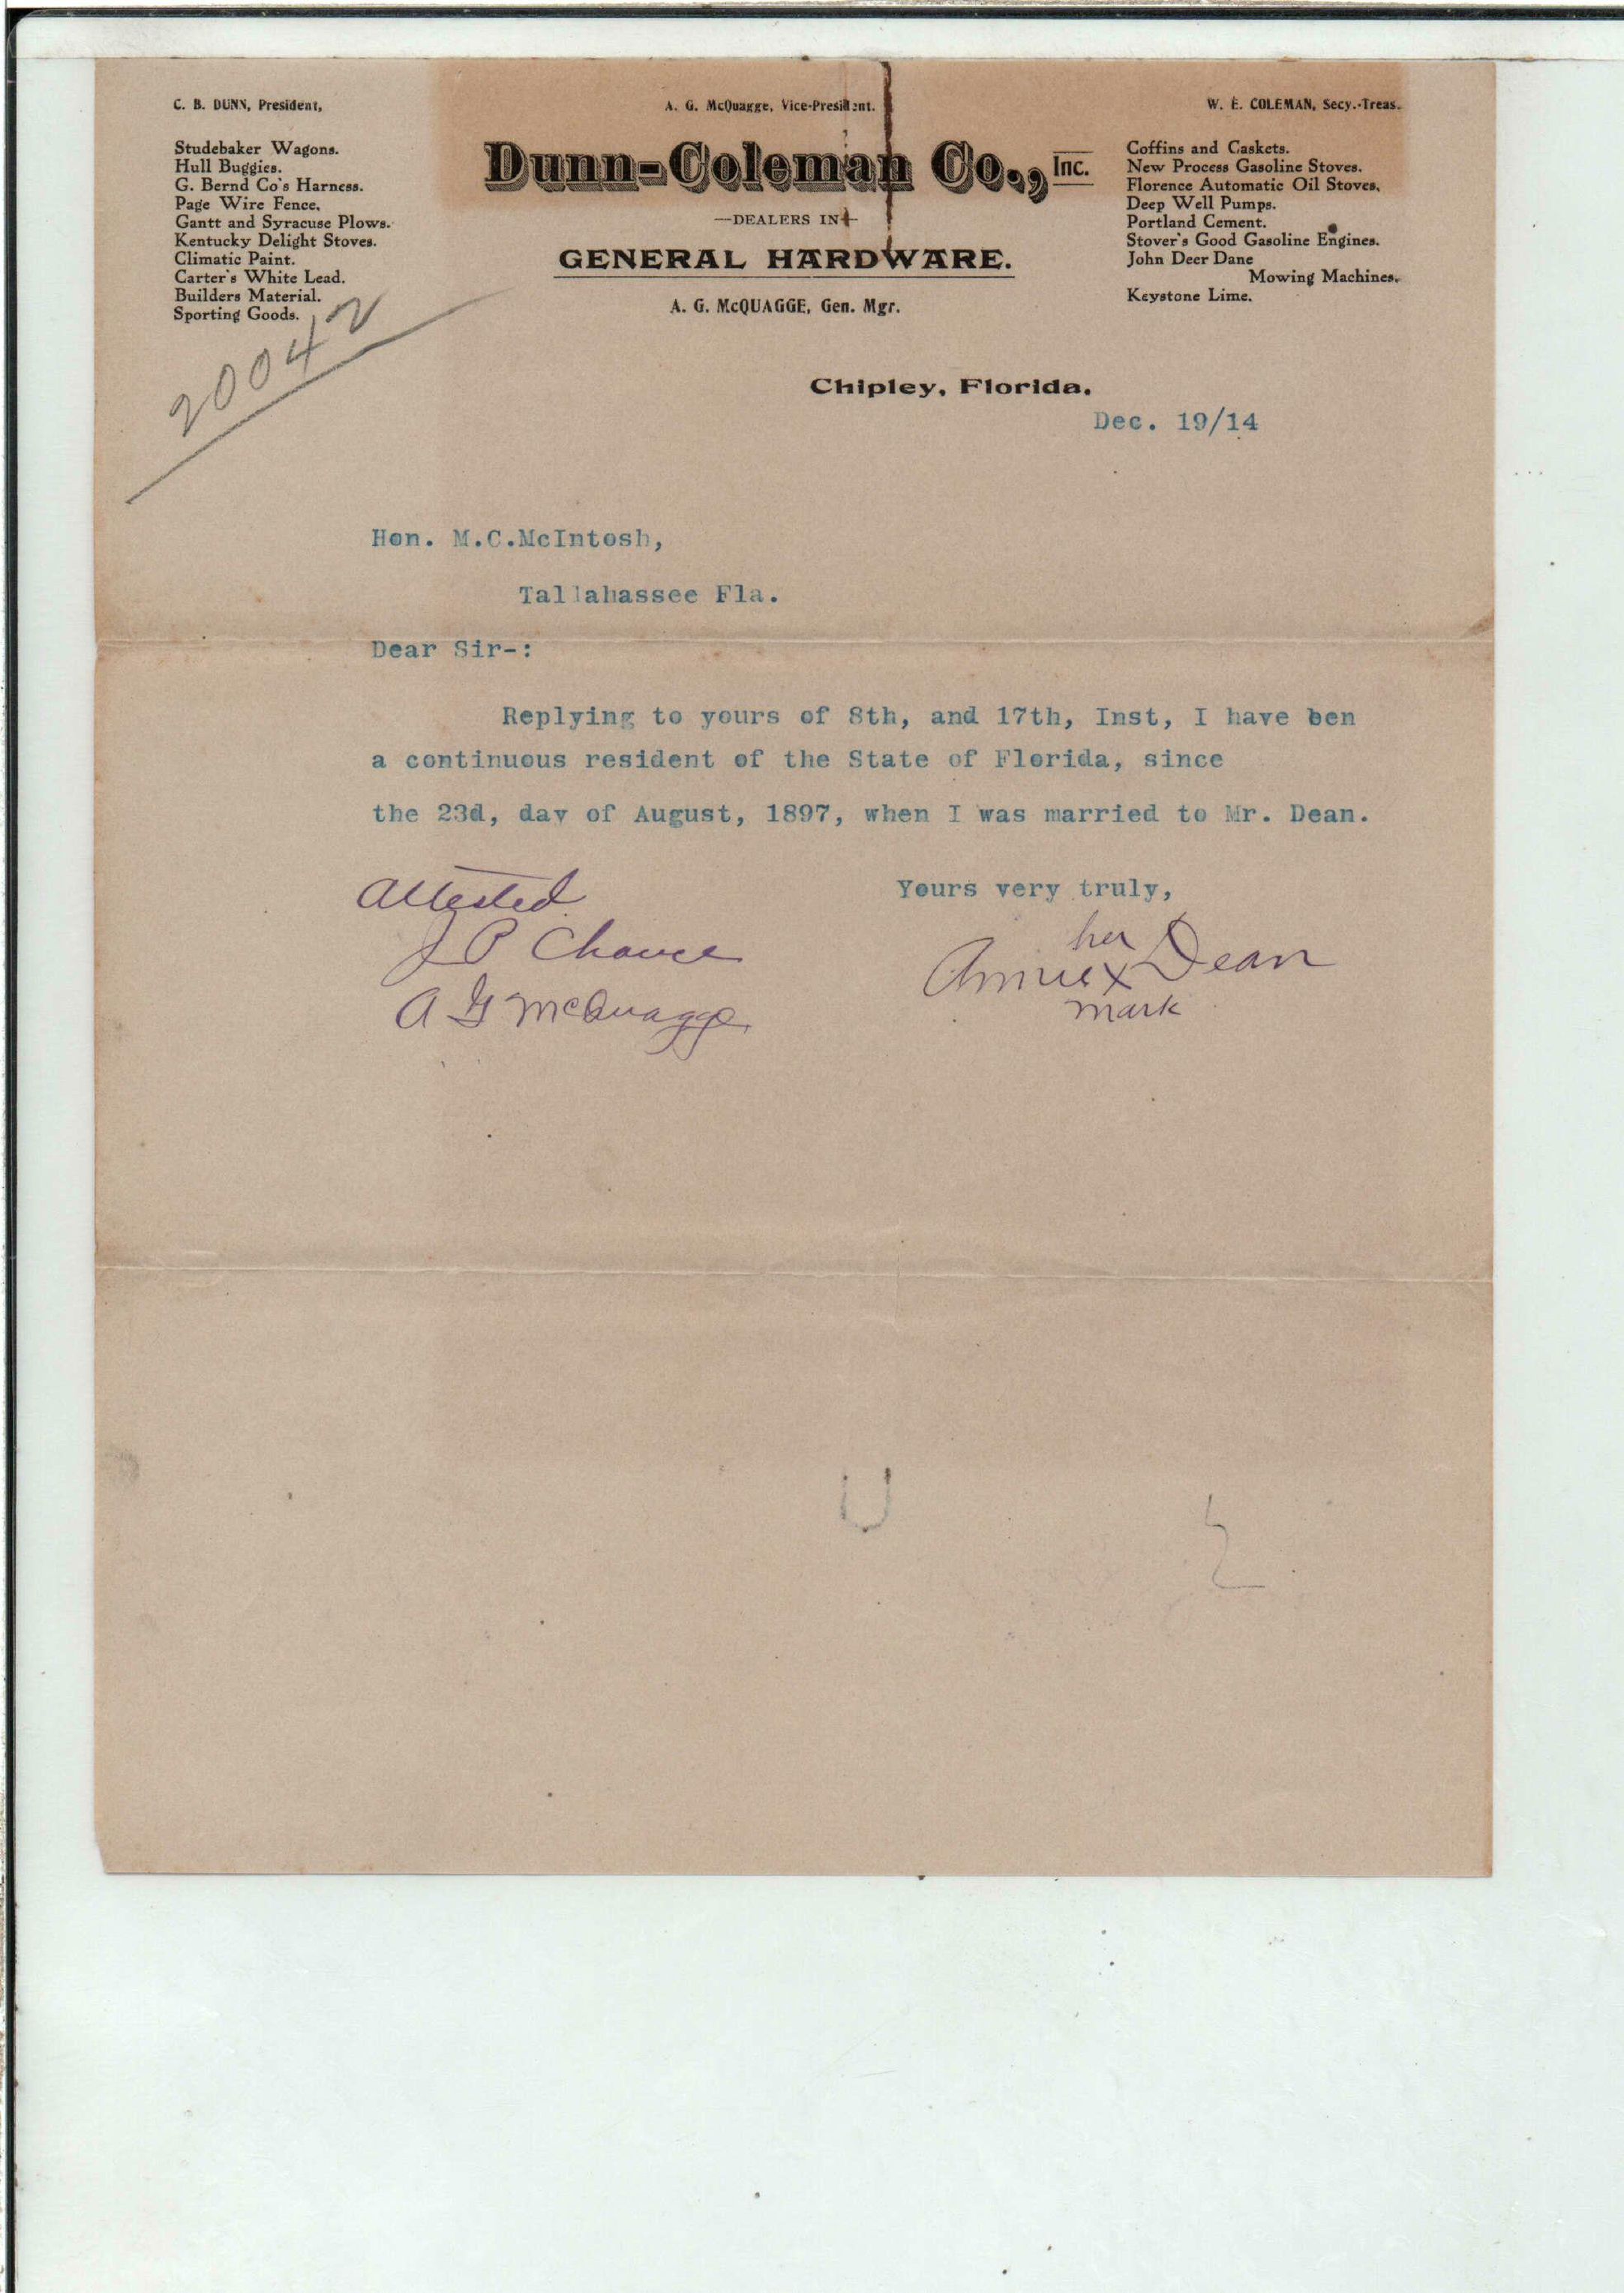 C. B. DUNN, President,
A. G. McQuagge, Vice-President.
W. E. COLEMAN, Secy.-Treas.
Studebaker Wagons.
Hull Buggies.
G. Bernd Co's Harness.
Page Wire Fence.
Gantt and Syracuse Plows.
Kentucky Delight Stoves.
Climatic Paint.
Carter's White Lead.
Builders Material.
Sporting Goods.
Dunn-Coleman Co., Inc.
—DEALERS IN—
GENERAL HARDWARE.
A. G. McQUAGGE, Gen. Mgr.
Coffins and Caskets.
New Process Gasoline Stoves.
Florence Automatic Oil Stoves.
Deep Well Pumps.
Portland Cement.
Stover's Good Gasoline Engines.
John Deer Dane
Mowing Machines.
Keystone Lime.
20042
Chipley, Florida.
Dec. 19/14
Hon. M.C.McIntosh,
Tallahassee Fla.
Dear Sir-:
Replying to yours of 8th, and 17th, Inst, I have ben
a continuous resident of the State of Florida, since
the 23d, day of August, 1897, when I was married to Mr. Dean.
Yours very truly,
Attested
J P Chance
A G McQuagge
her
Annie x Dean
mark